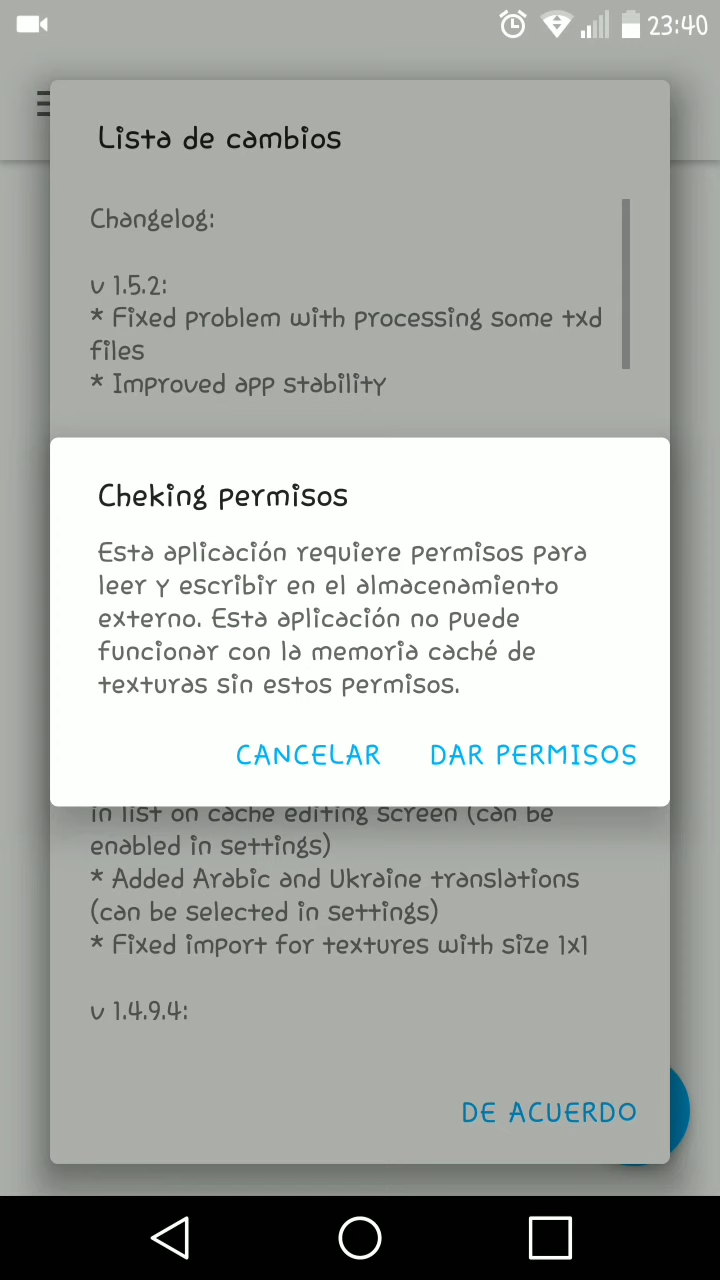 23:40
Lista de cambios
Changelog:
v 1.5.2:
* Fixed problem with processing some txd
files
* Improved app stability
Cheking permisos
Esta aplicación requiere permisos para
leer y escribir en el almacenamiento
externo. Esta aplicación no puede
funcionar con la memoria caché de
texturas sin estos permisos.
CANCELAR DAR PERMISOS
in list on cache editing screen (can be
enabled in settings)
* Added Arabic and Ukraine translations
(can be selected in settings)
* Fixed import for textures with size 1x1
v 1.4.9.4:
DE ACUERDO